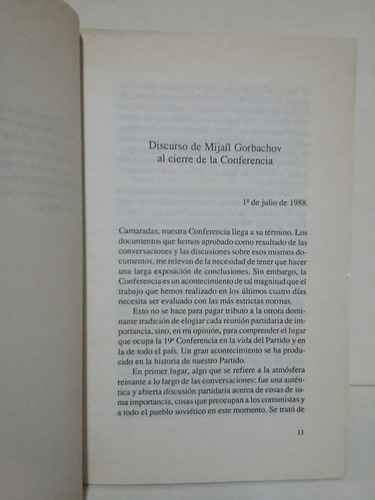 Discurso de Mijaíl Gorbachov
al cierre de la Conferencia
1º de julio de 1988.
Camaradas, nuestra Conferencia llega a su término. Los
documentos que hemos aprobado como resultado de las
conversaciones y las discusiones sobre esos mismos do-
cumentos, me relevan de la necesidad de tener que hacer
una larga exposición de conclusiones. Sin embargo, la
Conferencia es un acontecimiento de tal magnitud que el
trabajo que hemos realizado en los últimos cuatro días
necesita ser evaluado con las más estrictas normas.
Esto no se hace para pagar tributo a la otrora domi-
nante tradición de elogiar cada reunión partidaria de im-
portancia, sino, en mi opinión, para comprender el lugar
que ocupa la 19ª Conferencia en la vida del Partido y en
la de todo el país. Un gran acontecimiento se ha produ-
cido en la historia de nuestro Partido.
En primer lugar, algo que se refiere a la atmósfera
reinante a lo largo de las conversaciones: fue una autén-
tica y abierta discusión partidaria acerca de cosas de su-
ma importancia, cosas que preocupan a los comunistas y
a todo el pueblo soviético en este momento. Se trató de
11